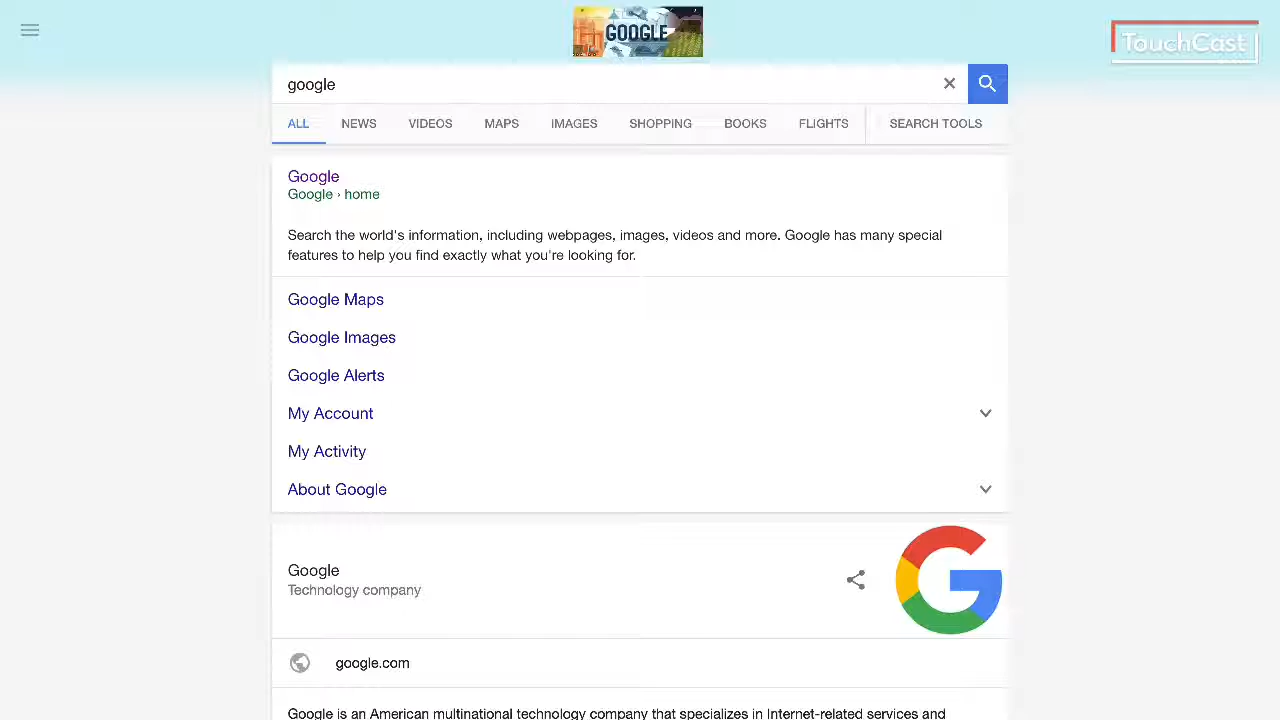 GOOGLE
TouchCast
google
ALL NEWS VIDEOS MAPS IMAGES SHOPPING BOOKS FLIGHTS SEARCH TOOLS
Google
Google › home
Search the world's information, including webpages, images, videos and more. Google has many special
features to help you find exactly what you're looking for.
Google Maps
Google Images
Google Alerts
My Account
My Activity
About Google
Google
Technology company
google.com
Google is an American multinational technology company that specializes in Internet-related services and